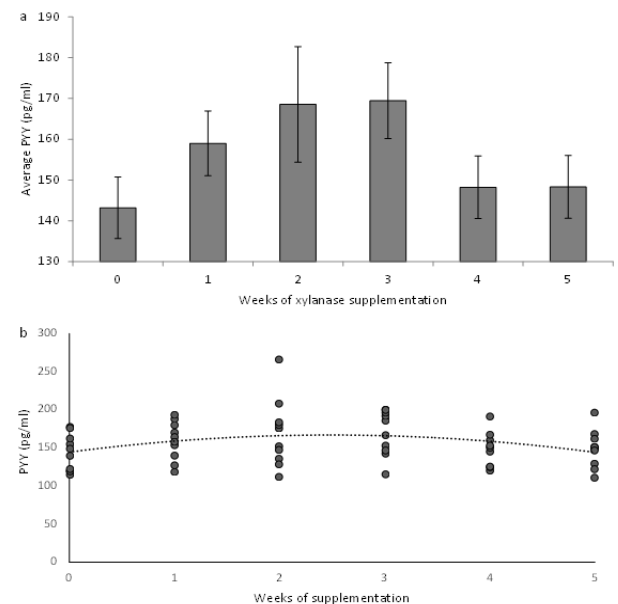 a
190
180
170
160
150
140
130
Average PYY (pg/ml)
0 1 2 3 4 5
Weeks of xylanase supplementation
b
300
250
200
150
100
50
0
PYY (pg/ml)
0 1 2 3 4 5
Weeks of supplementation